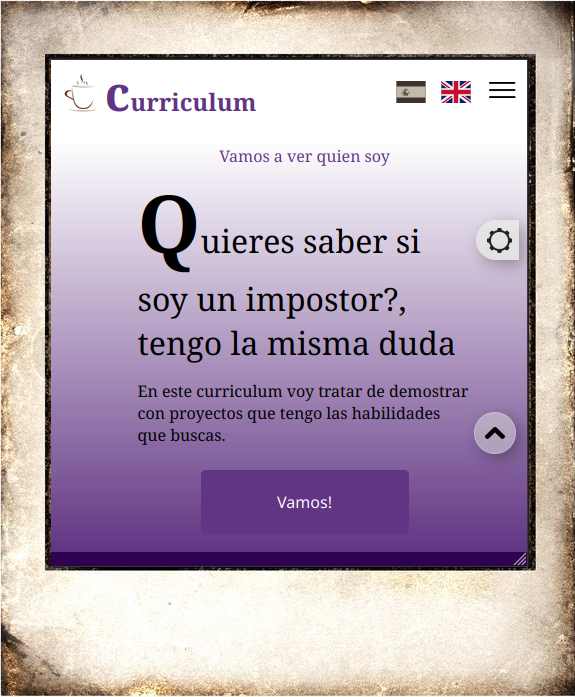 Curriculum
Vamos a ver quien soy
Quieres saber si
soy un impostor?,
tengo la misma duda
En este curriculum voy tratar de demostrar
con proyectos que tengo las habilidades
que buscas.
Vamos!